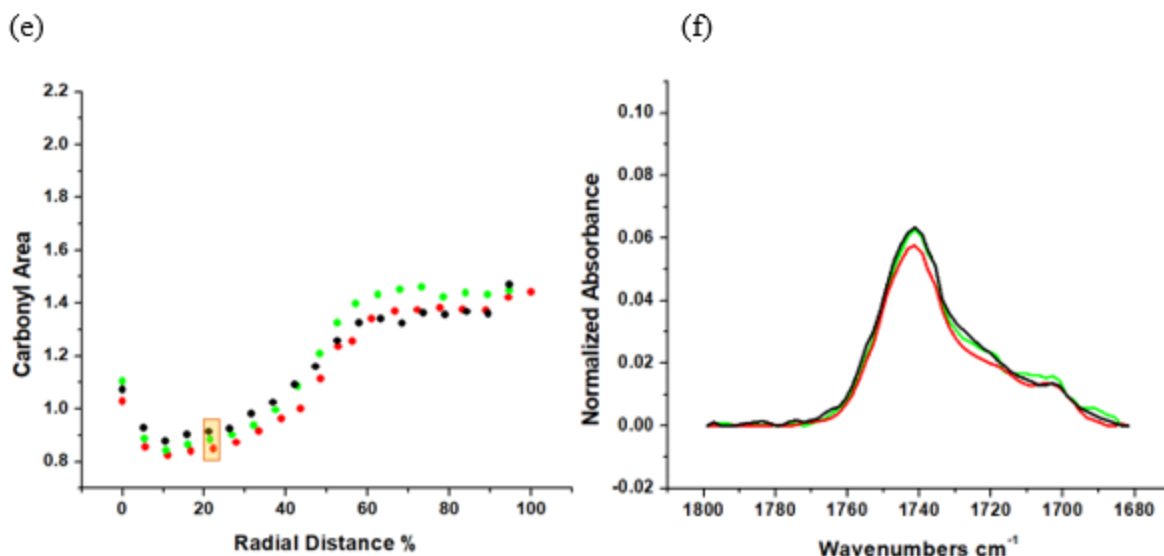 (e)
(f)
Carbonyl Area
2.2
2.0
1.8
1.6
1.4
1.2
1.0
0.8
0 20 40 60 80 100
Radial Distance %
Normalized Absorbance
0.10
0.08
0.06
0.04
0.02
0.00
-0.02
1800 1780 1760 1740 1720 1700 1680
Wavenumbers cm⁻¹